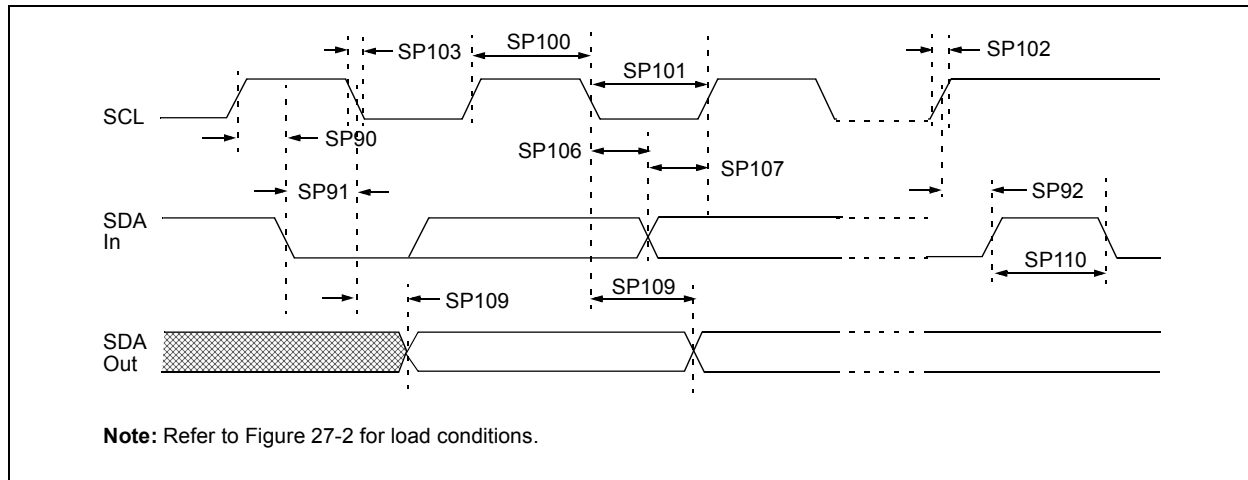 SP103
SP100
SP101
SP102
SCL
SP90
SP106
SP107
SP91
SP92
SDA
In
SP110
SP109
SP109
SDA
Out
Note: Refer to Figure 27-2 for load conditions.